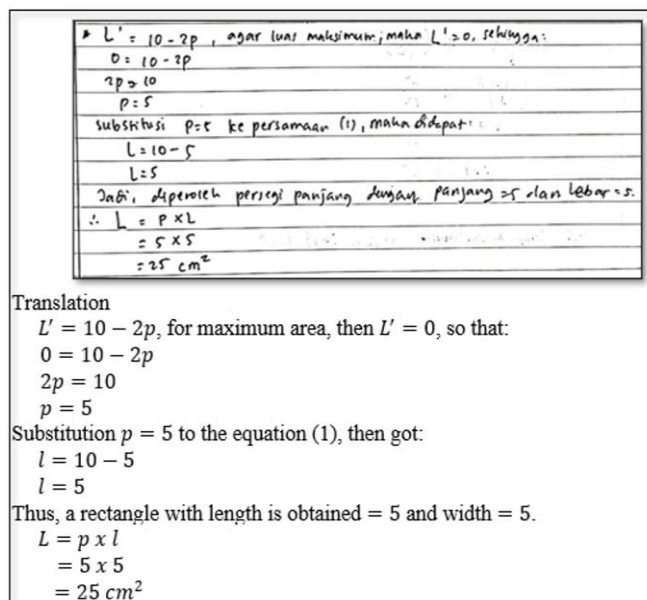 * L' = 10 - 2p, agar luas maksimum, maka L' = 0, sehingga:
0 = 10 - 2p
2p = 10
p = 5
substitusi p=5 ke persamaan (1), maka didapat:
l = 10 - 5
l = 5
Jadi, diperoleh persegi panjang dengan panjang =5 dan lebar = 5.
∴ L = p x l
= 5 x 5
= 25 cm²
Translation
L′ = 10 − 2p, for maximum area, then L′ = 0, so that:
0 = 10 − 2p
2p = 10
p = 5
Substitution p = 5 to the equation (1), then got:
l = 10 − 5
l = 5
Thus, a rectangle with length is obtained = 5 and width = 5.
L = p x l
= 5 x 5
= 25 cm²